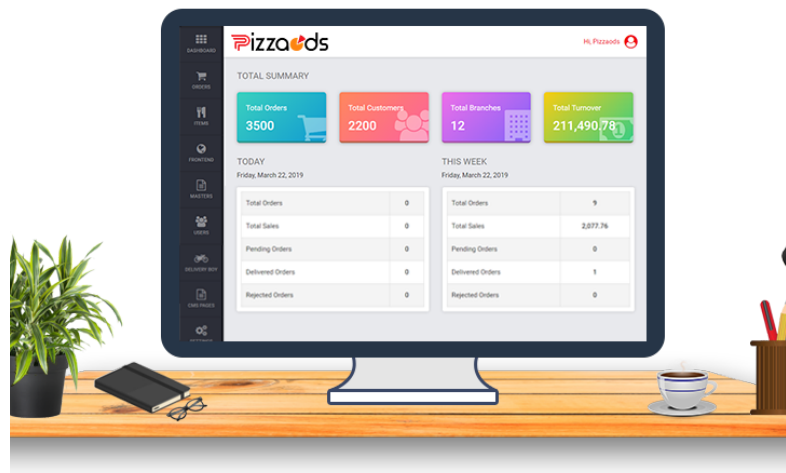 Pizzaods
Hi, Pizzaods
DASHBOARD
ORDERS
ITEMS
FRONTEND
MASTERS
USERS
DELIVERY BOY
CMS PAGES
TOTAL SUMMARY
Total Orders
3500
Total Customers
2200
Total Branches
12
Total Turnover
211,490.78
TODAY
Friday, March 22, 2019
Total Orders 0
Total Sales 0
Pending Orders 0
Delivered Orders 0
Rejected Orders 0
THIS WEEK
Friday, March 22, 2019
Total Orders 9
Total Sales 2,077.76
Pending Orders 0
Delivered Orders 1
Rejected Orders 0